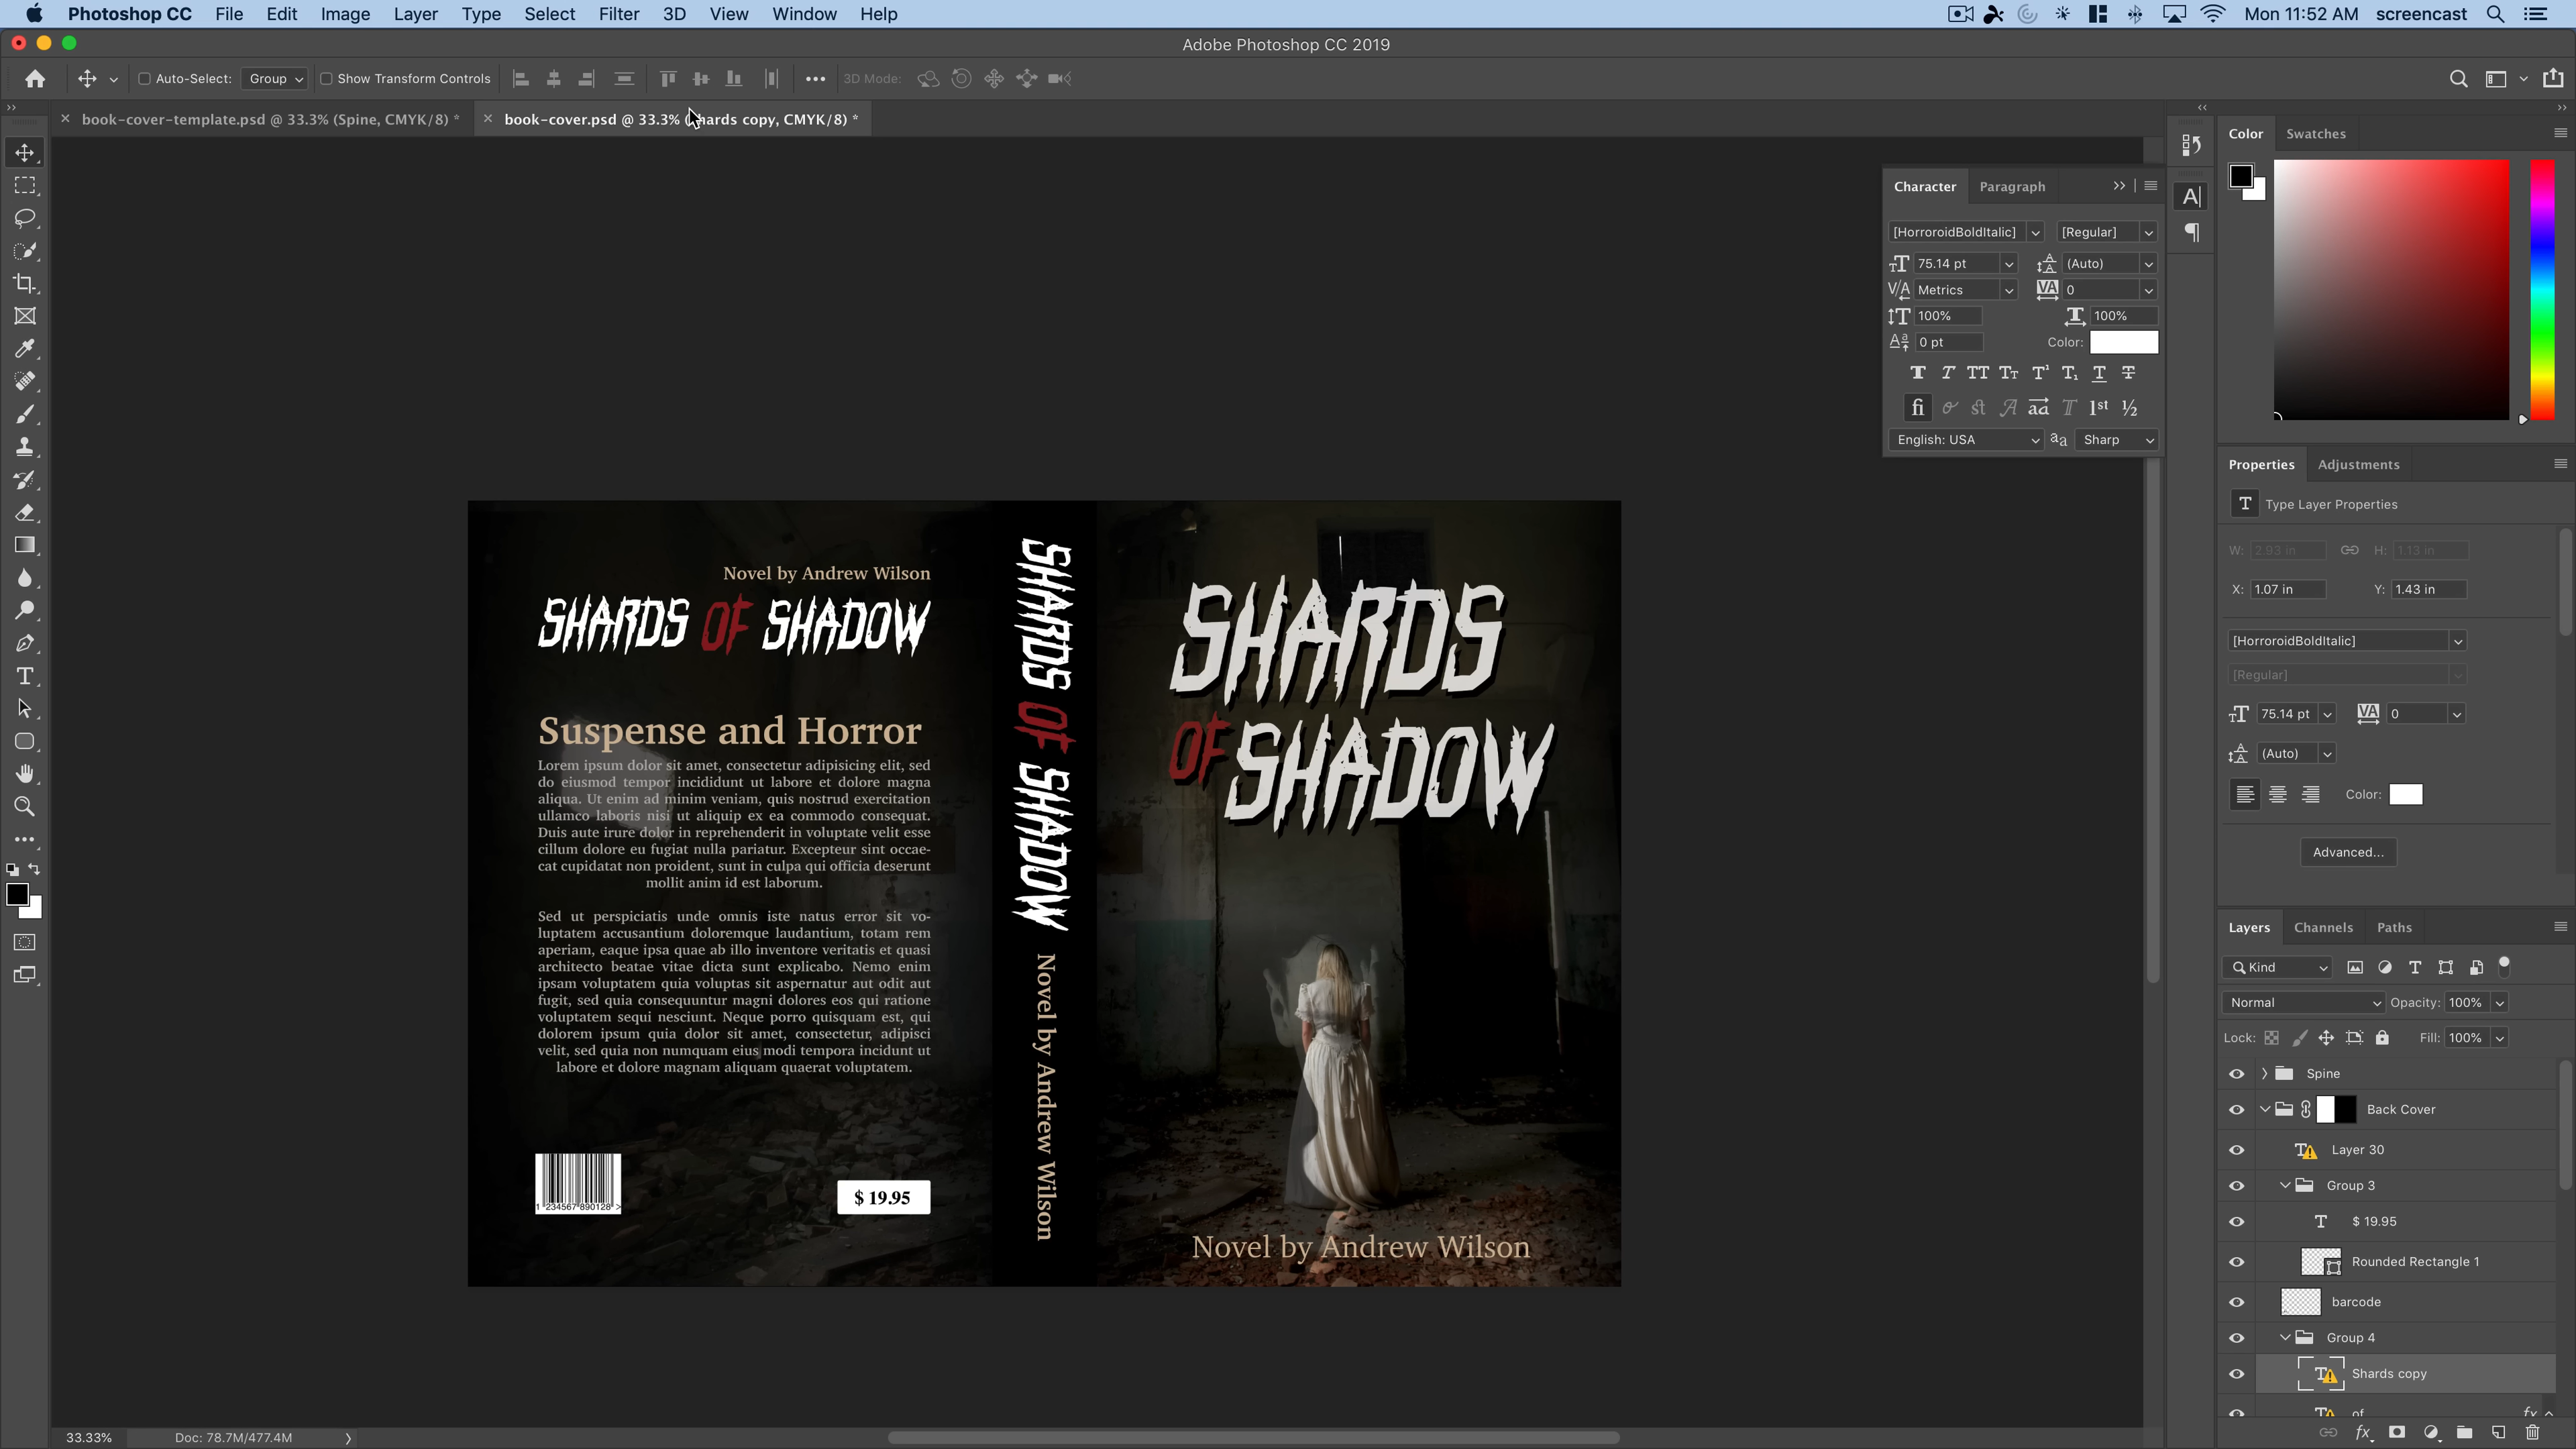 Photoshop CC File Edit Image Layer Type Select Filter 3D View Window Help Mon 11:52 AM screencast
Adobe Photoshop CC 2019
Auto-Select: Group Show Transform Controls 3D Mode:
book-cover-template.psd @ 33.3% (Spine, CMYK/8) *
book-cover.psd @ 33.3% (Shards copy, CMYK/8) *
Color Swatches
Character Paragraph
[HorroroidBoldItalic] [Regular]
75.14 pt (Auto)
Metrics 0
100% 100%
0 pt Color:
English: USA Sharp
Properties Adjustments
Type Layer Properties
W: 2.93 in H: 1.13 in
X: 1.07 in Y: 1.43 in
[HorroroidBoldItalic]
[Regular]
75.14 pt 0
(Auto)
Color:
Advanced...
Layers Channels Paths
Kind
Normal Opacity: 100%
Lock: Fill: 100%
Spine
Back Cover
Layer 30
Group 3
$ 19.95
Rounded Rectangle 1
barcode
Group 4
Shards copy
of fx
fx
Novel by Andrew Wilson
SHARDS OF SHADOW
Suspense and Horror
Lorem ipsum dolor sit amet, consectetur adipisicing elit, sed
do eiusmod tempor incididunt ut labore et dolore magna
aliqua. Ut enim ad minim veniam, quis nostrud exercitation
ullamco laboris nisi ut aliquip ex ea commodo consequat.
Duis aute irure dolor in reprehenderit in voluptate velit esse
cillum dolore eu fugiat nulla pariatur. Excepteur sint occae-
cat cupidatat non proident, sunt in culpa qui officia deserunt
mollit anim id est laborum.
Sed ut perspiciatis unde omnis iste natus error sit vo-
luptatem accusantium doloremque laudantium, totam rem
aperiam, eaque ipsa quae ab illo inventore veritatis et quasi
architecto beatae vitae dicta sunt explicabo. Nemo enim
ipsam voluptatem quia voluptas sit aspernatur aut odit aut
fugit, sed quia consequuntur magni dolores eos qui ratione
voluptatem sequi nesciunt. Neque porro quisquam est, qui
dolorem ipsum quia dolor sit amet, consectetur, adipisci
velit, sed quia non numquam eius modi tempora incidunt ut
labore et dolore magnam aliquam quaerat voluptatem.
1 234567 890128 >
$ 19.95
SHARDS OF SHADOW
Novel by Andrew Wilson
SHARDS
OF SHADOW
Novel by Andrew Wilson
33.33% Doc: 78.7M/477.4M